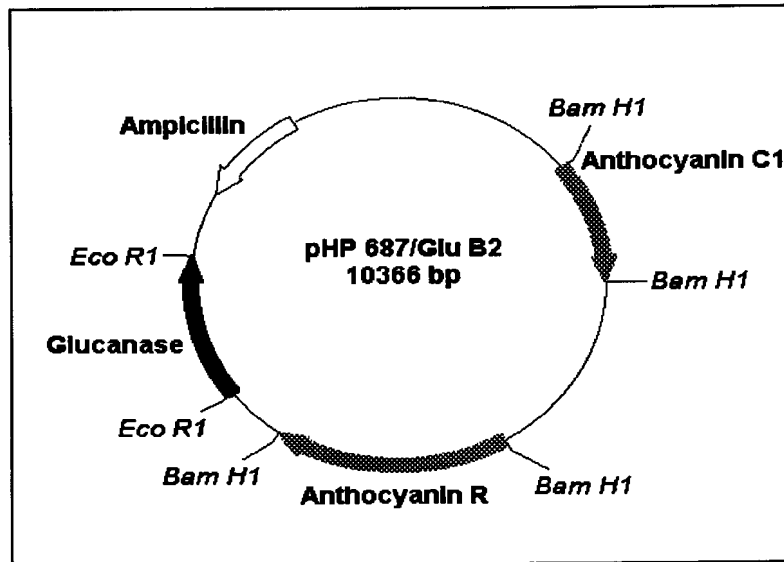 Bam H1
Ampicillin
Anthocyanin C1
pHP 687/Glu B2
10366 bp
Eco R1
Bam H1
Glucanase
Eco R1
Bam H1
Anthocyanin R
Bam H1